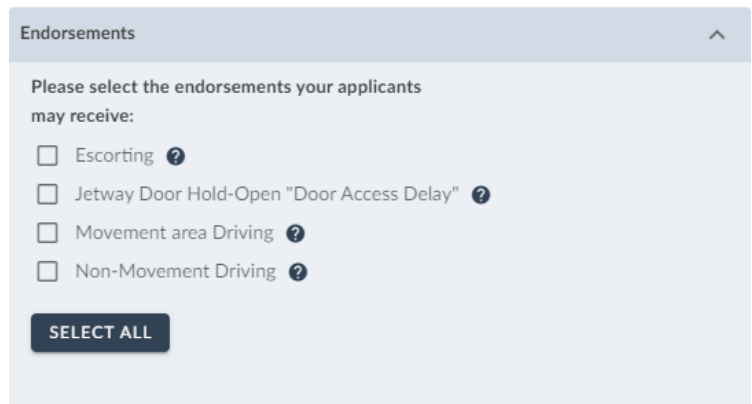 Endorsements
Please select the endorsements your applicants
may receive:
Escorting ?
Jetway Door Hold-Open "Door Access Delay" ?
Movement area Driving ?
Non-Movement Driving ?
SELECT ALL